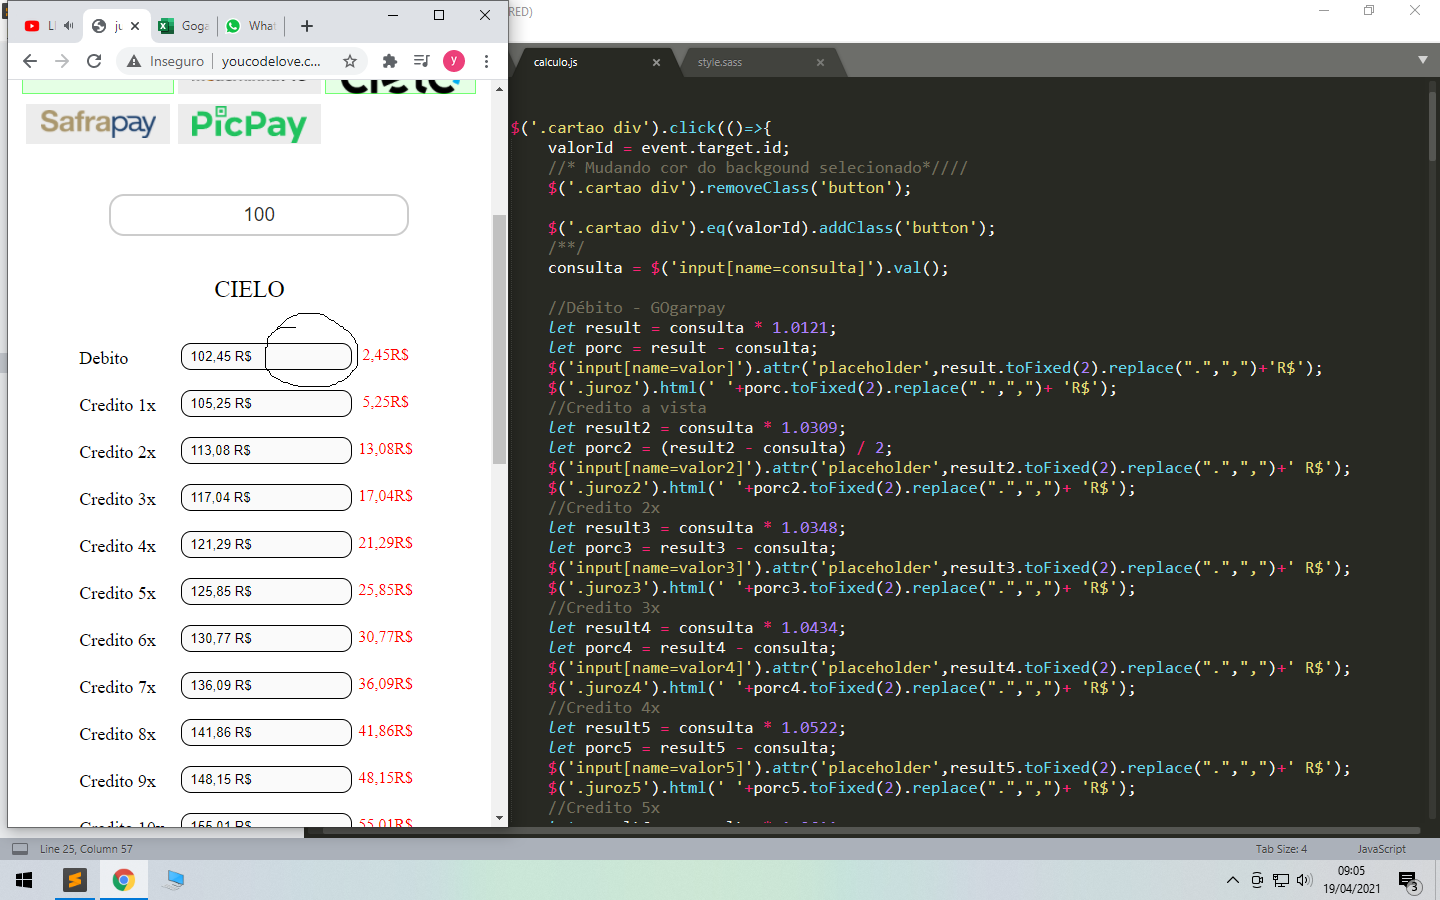 RED)
ju
Goga
What
Inseguro
youcodelove.c...
y
Safrapay
PicPay
100
CIELO
Debito 102,45 R$ 2,45R$
Credito 1x 105,25 R$ 5,25R$
Credito 2x 113,08 R$ 13,08R$
Credito 3x 117,04 R$ 17,04R$
Credito 4x 121,29 R$ 21,29R$
Credito 5x 125,85 R$ 25,85R$
Credito 6x 130,77 R$ 30,77R$
Credito 7x 136,09 R$ 36,09R$
Credito 8x 141,86 R$ 41,86R$
Credito 9x 148,15 R$ 48,15R$
Credito 10x 155,01 R$ 55,01R$
calculo.js
style.sass
$('.cartao div').click(()=>{
valorId = event.target.id;
//* Mudando cor do backgound selecionado*////
$('.cartao div').removeClass('button');
$('.cartao div').eq(valorId).addClass('button');
/**/
consulta = $('input[name=consulta]').val();
//Débito - GOgarpay
let result = consulta * 1.0121;
let porc = result - consulta;
$('input[name=valor]').attr('placeholder',result.toFixed(2).replace(".",",")+'R$');
$('.juroz').html(' '+porc.toFixed(2).replace(".",",")+ 'R$');
//Credito a vista
let result2 = consulta * 1.0309;
let porc2 = (result2 - consulta) / 2;
$('input[name=valor2]').attr('placeholder',result2.toFixed(2).replace(".",",")+' R$');
$('.juroz2').html(' '+porc2.toFixed(2).replace(".",",")+ 'R$');
//Credito 2x
let result3 = consulta * 1.0348;
let porc3 = result3 - consulta;
$('input[name=valor3]').attr('placeholder',result3.toFixed(2).replace(".",",")+' R$');
$('.juroz3').html(' '+porc3.toFixed(2).replace(".",",")+ 'R$');
//Credito 3x
let result4 = consulta * 1.0434;
let porc4 = result4 - consulta;
$('input[name=valor4]').attr('placeholder',result4.toFixed(2).replace(".",",")+' R$');
$('.juroz4').html(' '+porc4.toFixed(2).replace(".",",")+ 'R$');
//Credito 4x
let result5 = consulta * 1.0522;
let porc5 = result5 - consulta;
$('input[name=valor5]').attr('placeholder',result5.toFixed(2).replace(".",",")+' R$');
$('.juroz5').html(' '+porc5.toFixed(2).replace(".",",")+ 'R$');
//Credito 5x
Line 25, Column 57
Tab Size: 4
JavaScript
09:05
19/04/2021
3